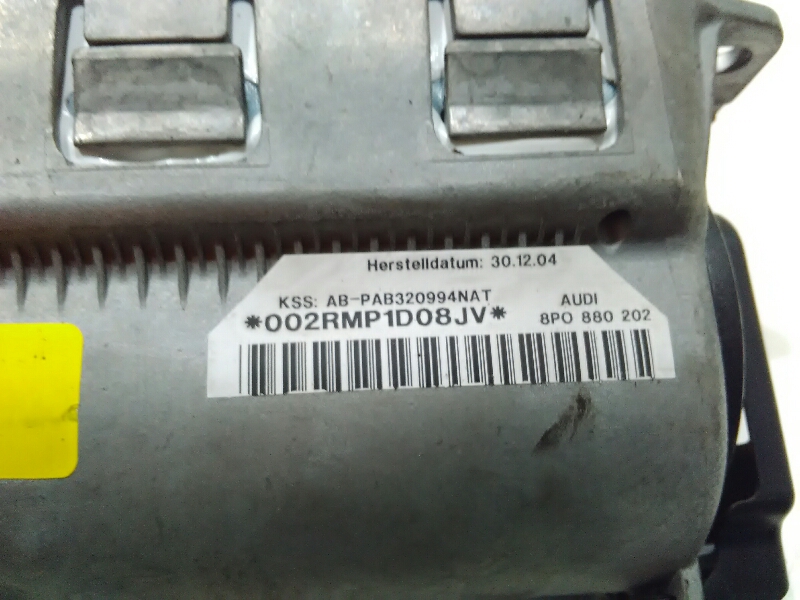 Herstelldatum: 30.12.04
KSS: AB-PAB320994NAT AUDI
*002RMP1D08JV* 8P0 880 202